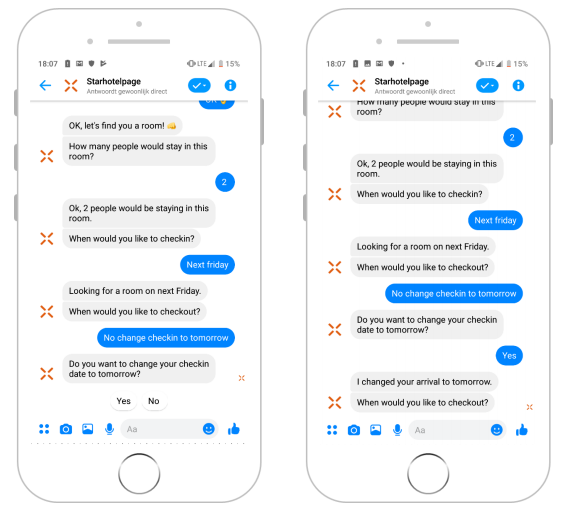 18:07
LTE 15%
Starhotelpage
Antwoordt gewoonlijk direct
OK, let's find you a room!
How many people would stay in this
room?
2
Ok, 2 people would be staying in this
room.
When would you like to checkin?
Next friday
Looking for a room on next Friday.
When would you like to checkout?
No change checkin to tomorrow
Do you want to change your checkin
date to tomorrow?
Yes
No
Aa
18:07
LTE 15%
Starhotelpage
Antwoordt gewoonlijk direct
How many people would stay in this
room?
2
Ok, 2 people would be staying in this
room.
When would you like to checkin?
Next friday
Looking for a room on next Friday.
When would you like to checkout?
No change checkin to tomorrow
Do you want to change your checkin
date to tomorrow?
Yes
I changed your arrival to tomorrow.
When would you like to checkout?
Aa